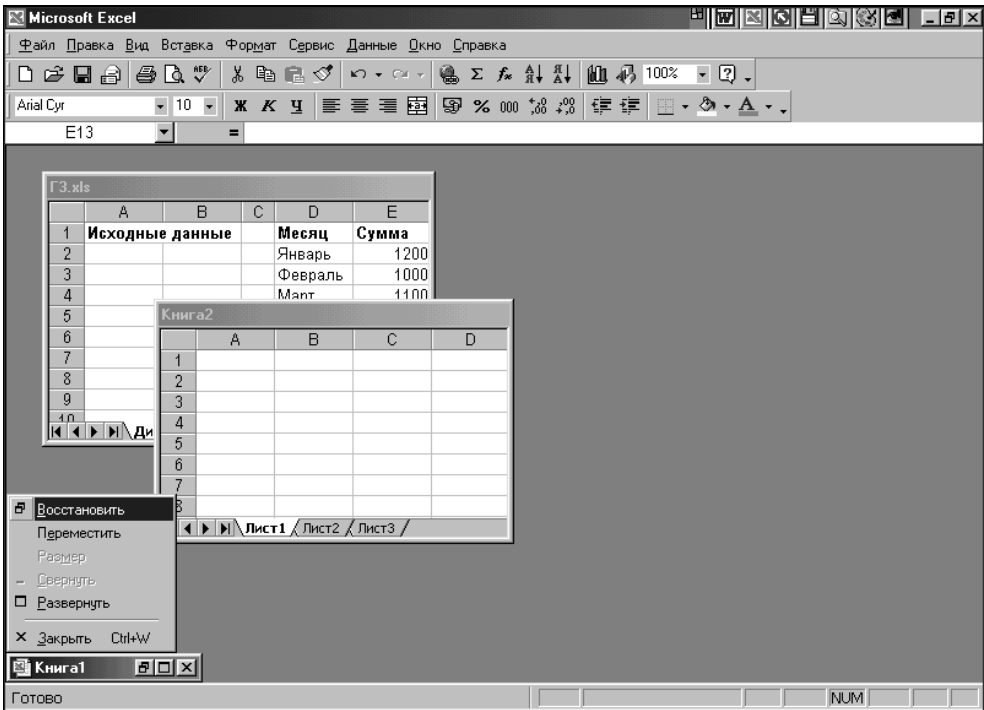 Microsoft Excel
Файл Правка Вид Вставка Формат Сервис Данные Окно Справка
100%
Arial Cyr 10 Ж К Ч % 000
E13 =
Г3.xls
A B C D E
1 Исходные данные Месяц Сумма
2 Январь 1200
3 Февраль 1000
4 Март 1100
5
6
7
8
9
10
Ди
Книга2
A B C D
1
2
3
4
5
6
7
8
Лист1 Лист2 Лист3
Восстановить
Переместить
Размер
Свернуть
Развернуть
Закрыть Ctrl+W
Книга1
Готово NUM